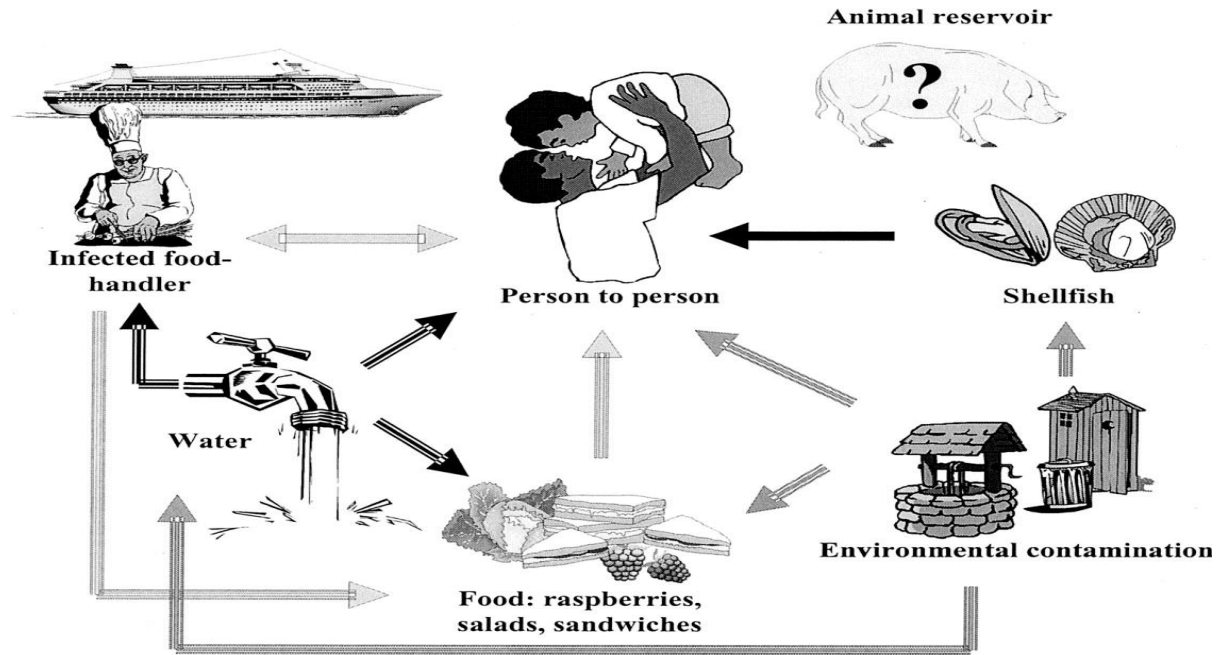 Animal reservoir
?
Infected food-
handler
Person to person
Shellfish
Water
Environmental contamination
Food: raspberries,
salads, sandwiches